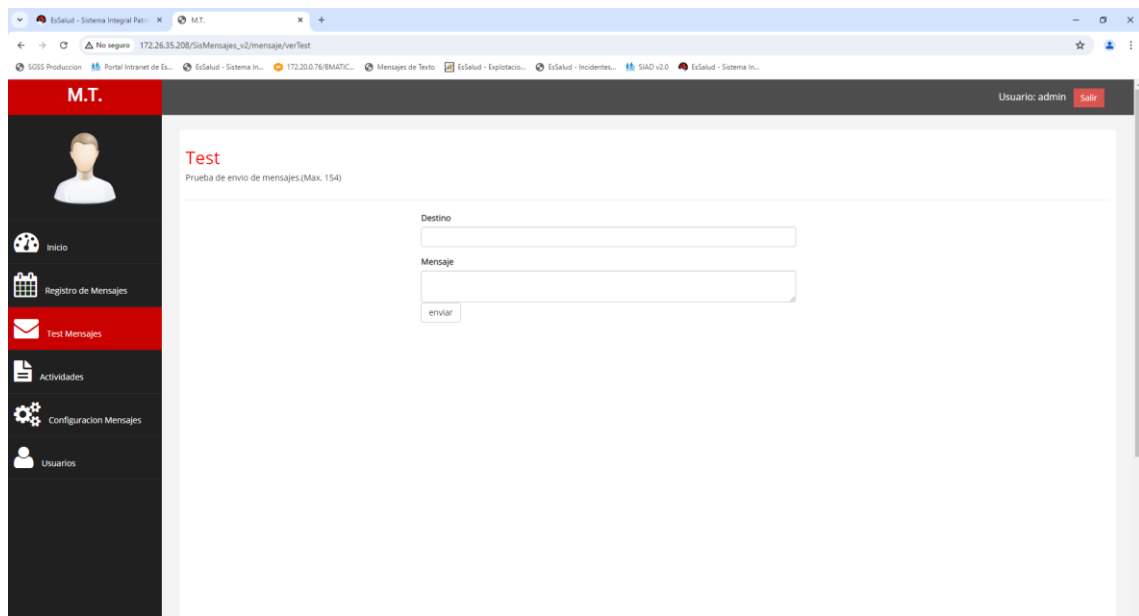 EsSalud - Sistema Integral Patri
M.T.
No seguro
172.26.35.208/SisMensajes_v2/mensaje/verTest
SGSS Produccion
Portal Intranet de Es...
EsSalud - Sistema In...
172.20.0.76/BMATIC...
Mensajes de Texto
EsSalud - Explotacio...
EsSalud - Incidentes...
SIAD v2.0
EsSalud - Sistema In...
M.T.
Usuario: admin
Salir
Test
Prueba de envio de mensajes.(Max. 154)
Destino
Mensaje
enviar
Inicio
Registro de Mensajes
Test Mensajes
Actividades
Configuracion Mensajes
Usuarios